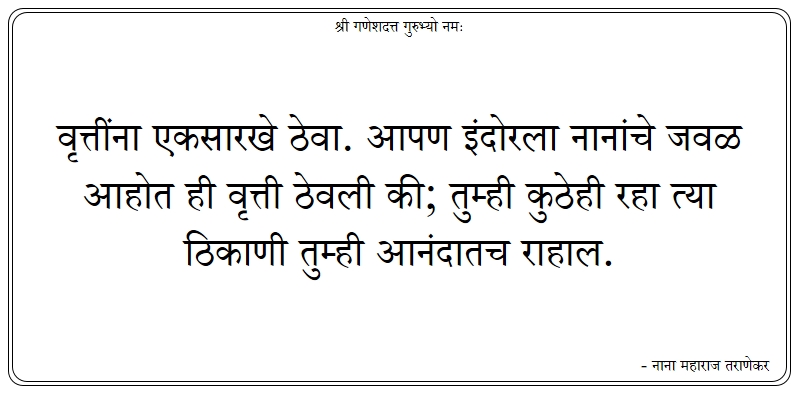 श्री गणेशदत्त गुरुभ्यो नमः
वृत्तींना एकसारखे ठेवा. आपण इंदोरला नानांचे जवळ
आहोत ही वृत्ती ठेवली की; तुम्ही कुठेही रहा त्या
ठिकाणी तुम्ही आनंदातच राहाल.
- नाना महाराज तराणेकर